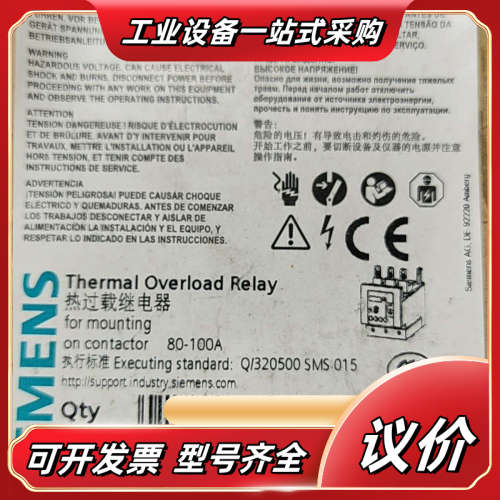 工业设备一站式采购
BETRIEBSANLEITUNG
WARNING
HAZARDOUS VOLTAGE. CAN CAUSE ELECTRICAL
SHOCK AND BURNS. DISCONNECT POWER BEFORE
PROCEEDING WITH ANY WORK ON THIS EQUIPMENT
AND OBSERVE THE OPERATING INSTRUCTIONS.
ATTENTION
TENSION DANGEREUSE! RISQUE D'ÉLECTROCUTION
ET DE BRÛLURE. AVANT D'Y INTERVENIR POUR
TRAVAUX, METTRE L'INSTALLATION OU L'APPAREIL
HORS TENSION, ET TENIR COMPTE DES
INSTRUCTIONS DE SERVICE.
ADVERTENCIA
¡TENSIÓN PELIGROSA! PUEDE CAUSAR CHOQUE
ELÉCTRICO Y QUEMADURAS. ANTES DE COMENZAR
LOS TRABAJOS DESCONECTAR Y AISLAR DE
ALIMENTACIÓN LA INSTALACIÓN Y EL EQUIPO, Y
RESPETAR LO INDICADO EN LAS INSTRUCCIONES.
TENSÃO DA
SERVIÇO.
ВЫСОКОЕ НАПРЯЖЕНИЕ!
Опасно для жизни, возможно получение тяжелых
травм. Перед началом работ отключить
оборудование от источника электроэнергии,
прочесть и понять инструкцию по эксплуатации.
警告:
危险的电压! 有导致电击和灼伤的危险。
开始工作之前, 要切断设备及仪器的电源并注意
操作指南。
CE
Siemens AG, DE-92220 Amberg
EMENS
Thermal Overload Relay
热过载继电器
for mounting
on contactor 80-100A
执行标准 Executing standard: Q/320500 SMS 015
http://support.industry.siemens.com
Qty
可开发票 型号齐全
议价